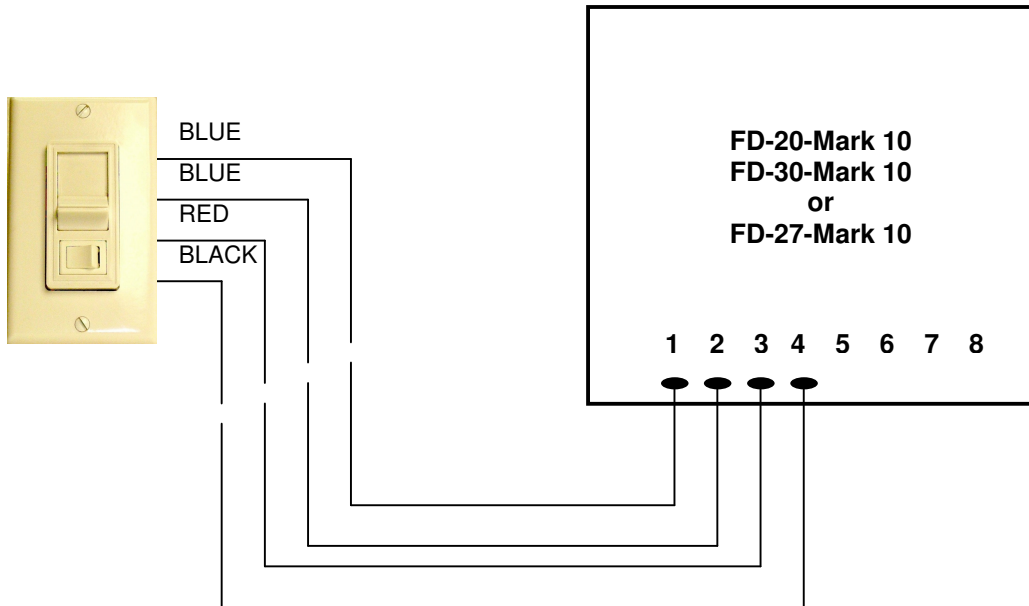 BLUE
BLUE
RED
BLACK
FD-20-Mark 10
FD-30-Mark 10
or
FD-27-Mark 10
1 2 3 4 5 6 7 8